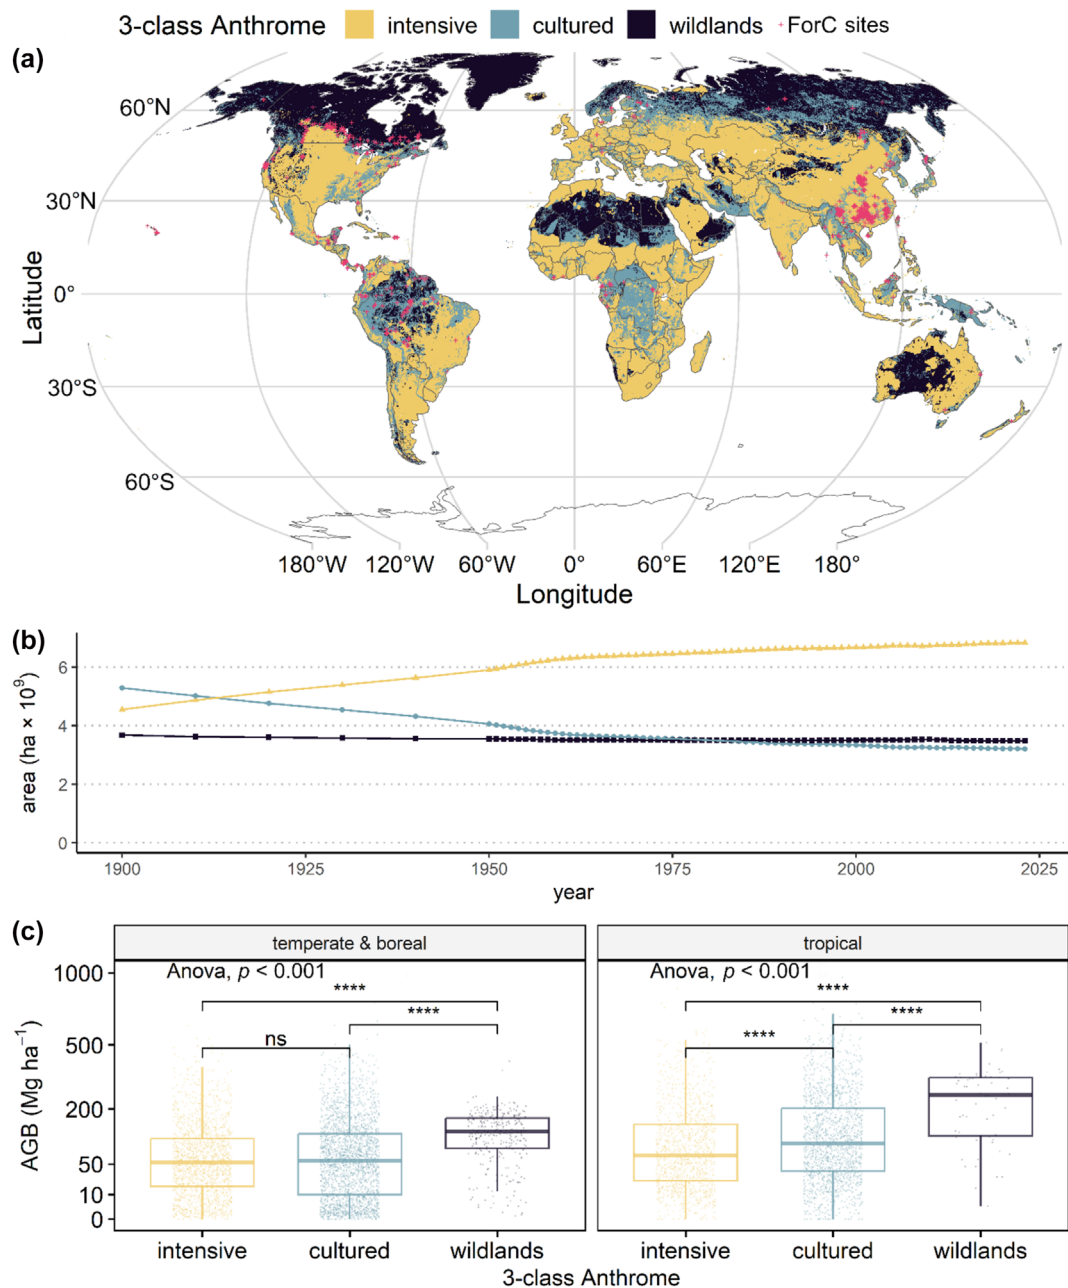 3-class Anthrome intensive cultured wildlands + ForC sites
(a)
60°N
30°N
0°
30°S
60°S
Latitude
180°W 120°W 60°W 0° 60°E 120°E 180°
Longitude
(b)
6
4
2
0
area (ha × 10⁹)
1900 1925 1950 1975 2000 2025
year
(c)
temperate & boreal tropical
Anova, p < 0.001 Anova, p < 0.001
**** ****
**** ****
ns ****
1000
500
200
50
10
0
AGB (Mg ha⁻¹)
intensive cultured wildlands intensive cultured wildlands
3-class Anthrome